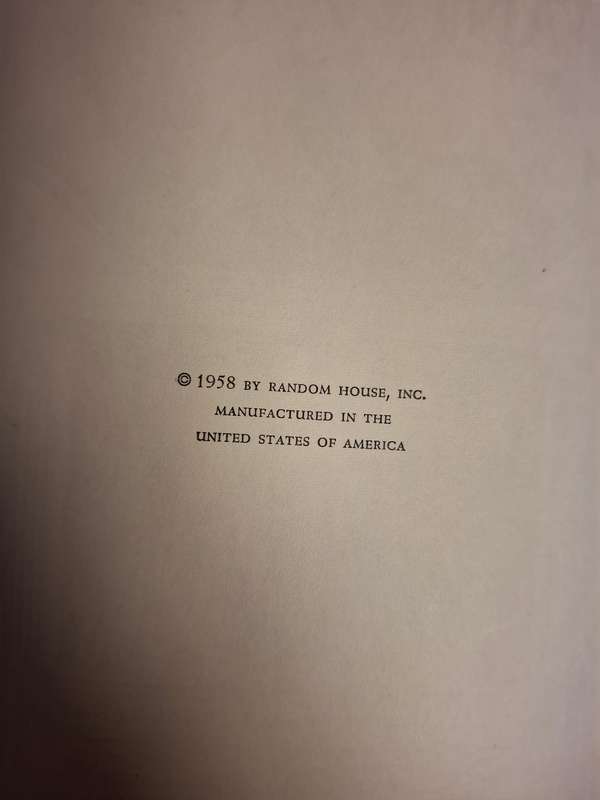 © 1958 BY RANDOM HOUSE, INC.
MANUFACTURED IN THE
UNITED STATES OF AMERICA